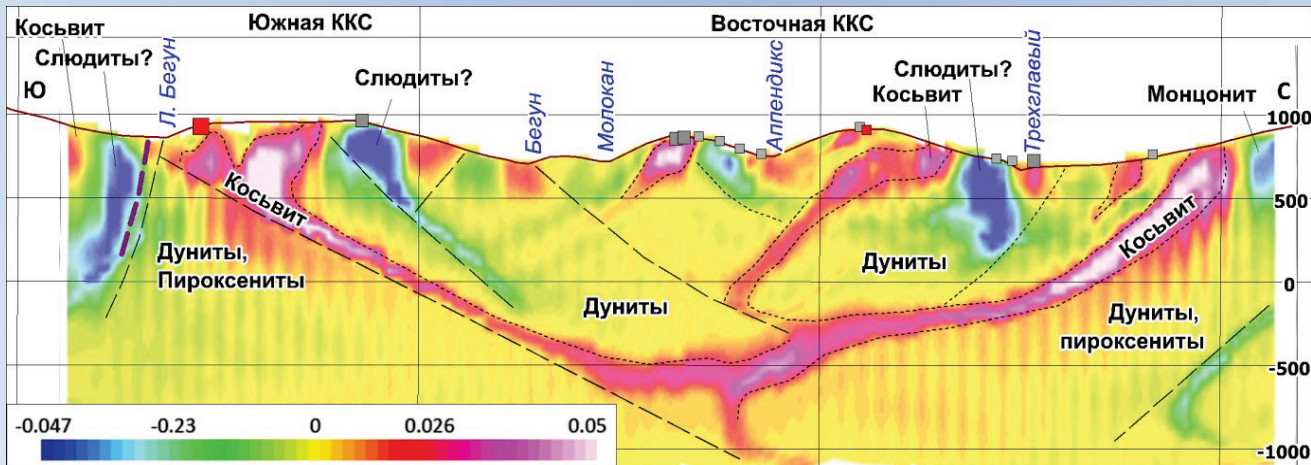 Косьвит
Южная ККС
Восточная ККС
Слюдиты?
Ю
Л. Бегун
Слюдиты?
Бегун
Молокан
Аппендикс
Слюдиты?
Косьвит
Трехглавый
Монцонит
С
1000
500
0
-500
-1000
Косьвит
Дуниты,
Пироксениты
Дуниты
Дуниты
Косьвит
Дуниты,
пироксениты
-0.047
-0.23
0
0.026
0.05